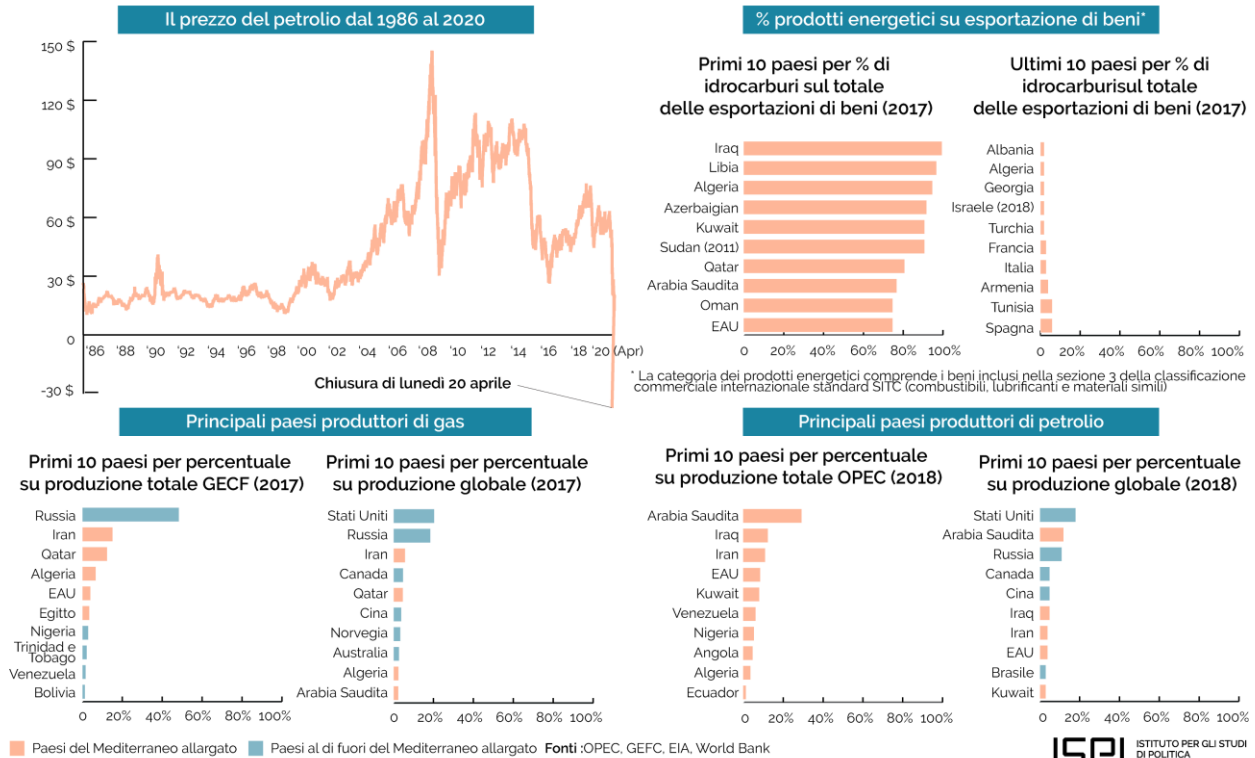 Il prezzo del petrolio dal 1986 al 2020
150 $
120 $
90 $
60 $
30 $
0
-30 $
'86 '88 '90 '92 '94 '96 '98 '00 '02 '04 '06 '08 '10 '12 '14 '16 '18 '20 (Apr)
Chiusura di lunedì 20 aprile
% prodotti energetici su esportazione di beni*
Primi 10 paesi per % di
idrocarburi sul totale
delle esportazioni di beni (2017)
Iraq
Libia
Algeria
Azerbaigian
Kuwait
Sudan (2011)
Qatar
Arabia Saudita
Oman
EAU
0 20% 40% 60% 80% 100%
Ultimi 10 paesi per % di
idrocarburisul totale
delle esportazioni di beni (2017)
Albania
Algeria
Georgia
Israele (2018)
Turchia
Francia
Italia
Armenia
Tunisia
Spagna
0 20% 40% 60% 80% 100%
* La categoria dei prodotti energetici comprende i beni inclusi nella sezione 3 della classificazione
commerciale internazionale standard SITC (combustibili, lubrificanti e materiali simili)
Principali paesi produttori di gas
Primi 10 paesi per percentuale
su produzione totale GECF (2017)
Russia
Iran
Qatar
Algeria
EAU
Egitto
Nigeria
Trinidad e
Tobago
Venezuela
Bolivia
0 20% 40% 60% 80% 100%
Primi 10 paesi per percentuale
su produzione globale (2017)
Stati Uniti
Russia
Iran
Canada
Qatar
Cina
Norvegia
Australia
Algeria
Arabia Saudita
0 20% 40% 60% 80% 100%
Principali paesi produttori di petrolio
Primi 10 paesi per percentuale
su produzione totale OPEC (2018)
Arabia Saudita
Iraq
Iran
EAU
Kuwait
Venezuela
Nigeria
Angola
Algeria
Ecuador
0 20% 40% 60% 80% 100%
Primi 10 paesi per percentuale
su produzione globale (2018)
Stati Uniti
Arabia Saudita
Russia
Canada
Cina
Iraq
Iran
EAU
Brasile
Kuwait
0 20% 40% 60% 80% 100%
Paesi del Mediterraneo allargato
Paesi al di fuori del Mediterraneo allargato
Fonti :OPEC, GEFC, EIA, World Bank
ISPI
ISTITUTO PER GLI STUDI
DI POLITICA